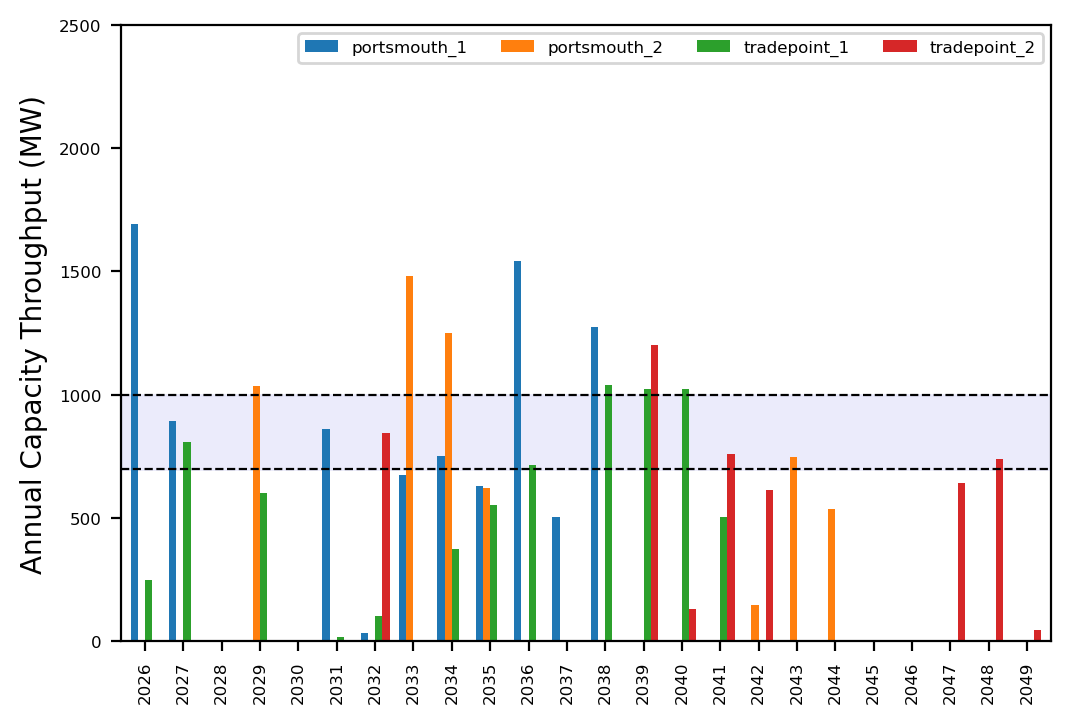 2500
2000
1500
1000
500
0
Annual Capacity Throughput (MW)
portsmouth_1 portsmouth_2 tradepoint_1 tradepoint_2
2026 2027 2028 2029 2030 2031 2032 2033 2034 2035 2036 2037 2038 2039 2040 2041 2042 2043 2044 2045 2046 2047 2048 2049